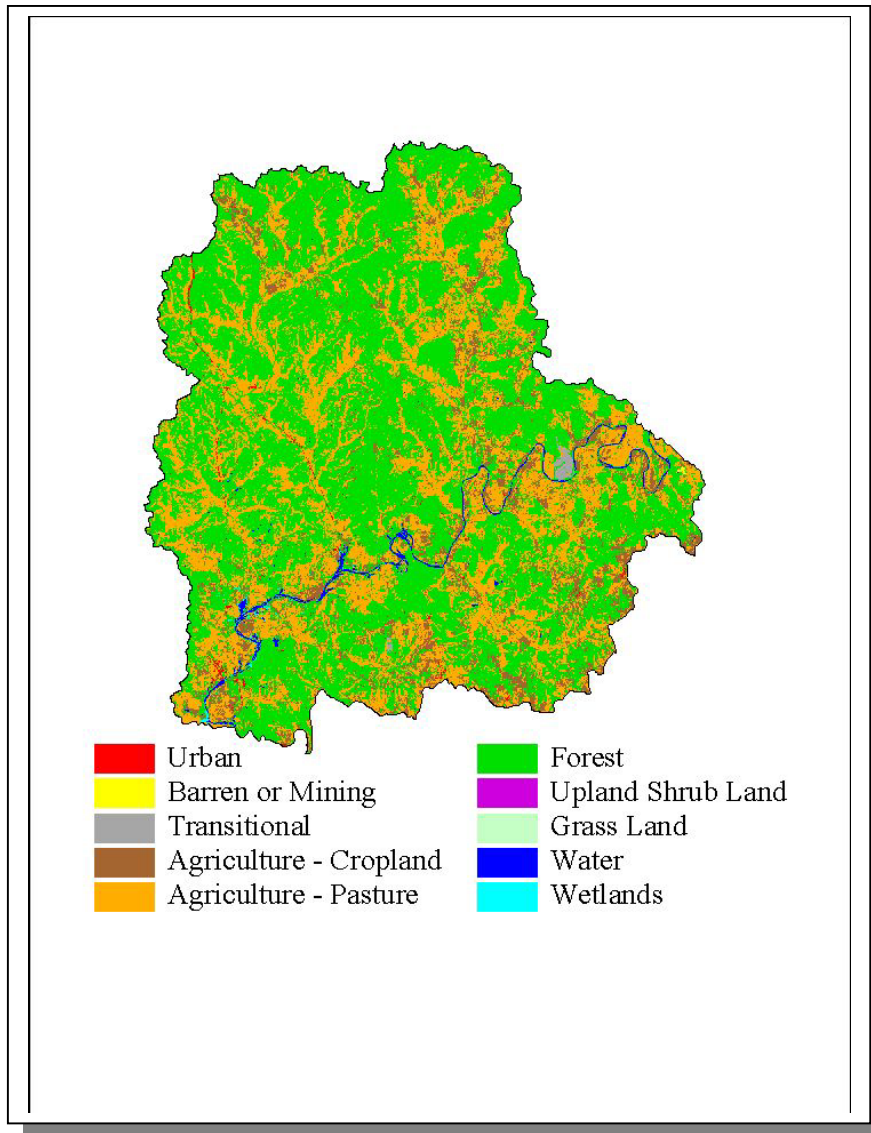 Urban
Barren or Mining
Transitional
Agriculture - Cropland
Agriculture - Pasture
Forest
Upland Shrub Land
Grass Land
Water
Wetlands